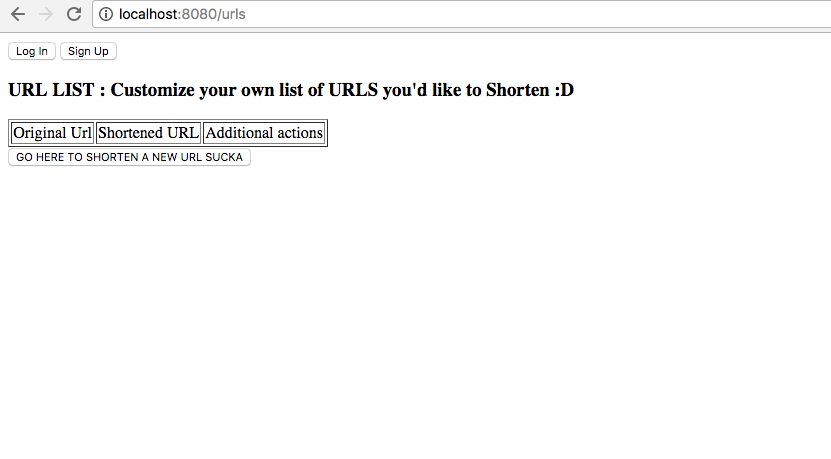 localhost:8080/urls
Log In Sign Up
URL LIST : Customize your own list of URLS you'd like to Shorten :D
Original Url Shortened URL Additional actions
GO HERE TO SHORTEN A NEW URL SUCKA